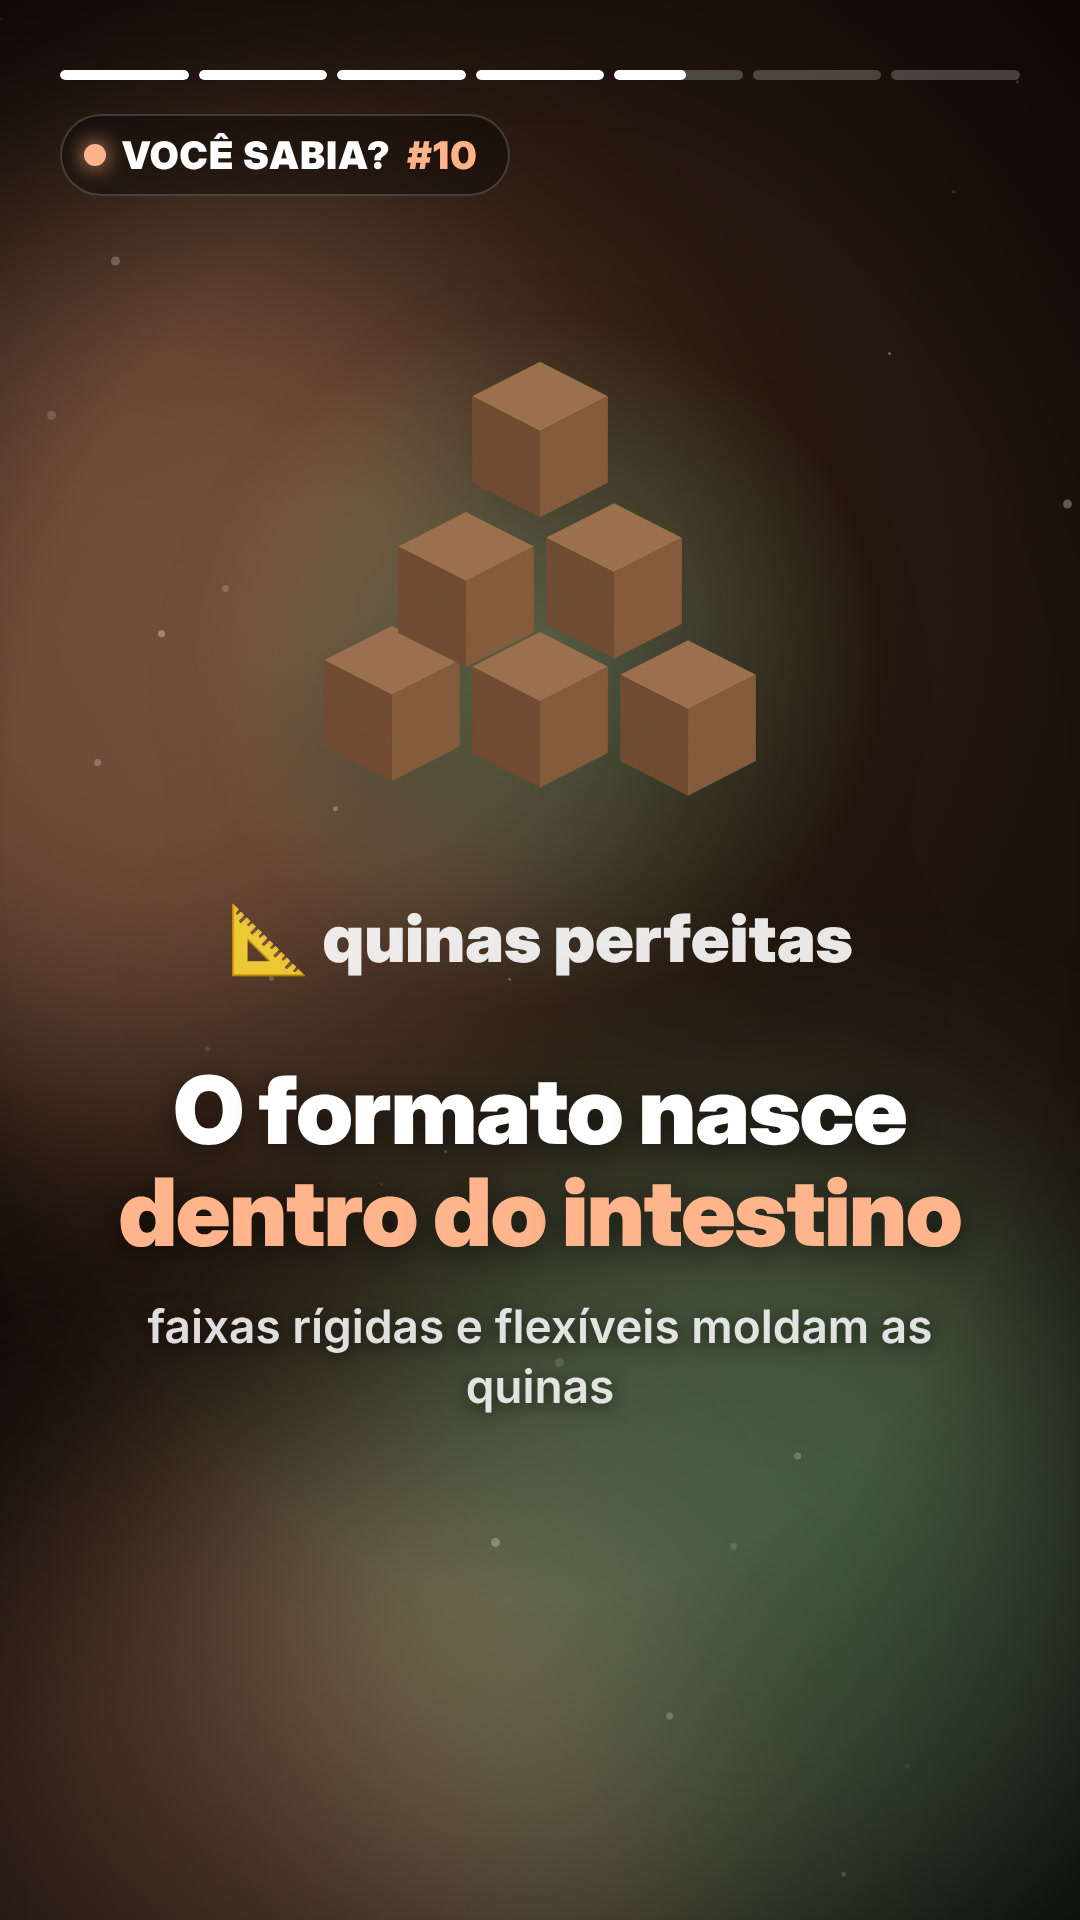 VOCÊ SABIA? #10
📐 quinas perfeitas
O formato nasce
dentro do intestino
faixas rígidas e flexíveis moldam as
quinas